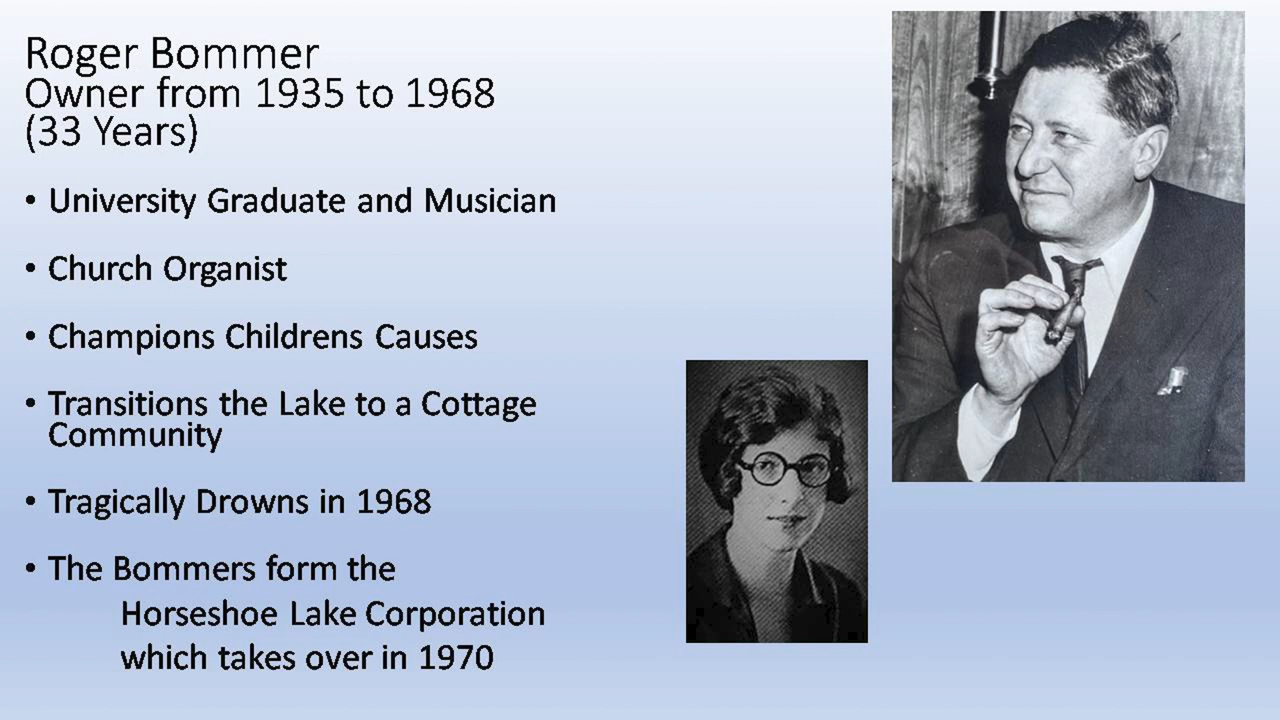 Roger Bommer
Owner from 1935 to 1968
(33 Years)
• University Graduate and Musician
• Church Organist
• Champions Childrens Causes
• Transitions the Lake to a Cottage
Community
• Tragically Drowns in 1968
• The Bommers form the
Horseshoe Lake Corporation
which takes over in 1970